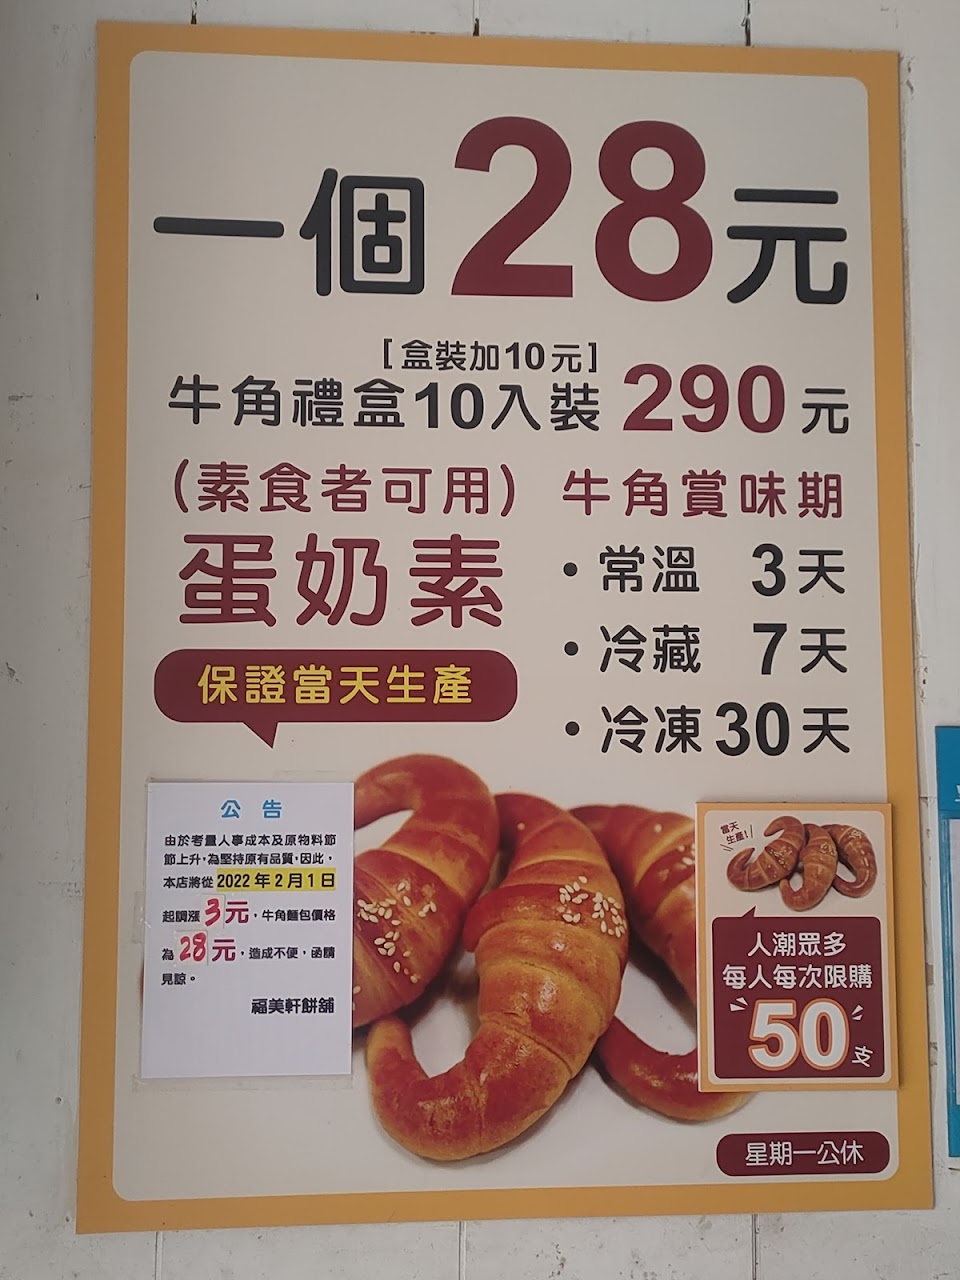 一個28元
[盒裝加10元]
牛角禮盒10入裝 290元
(素食者可用)
蛋奶素
保證當天生產
牛角賞味期
・常溫 3天
・冷藏 7天
・冷凍30天
公告
由於考量人事成本及原物料節
節上升,為堅持原有品質,因此,
本店將從2022年2月1日
起調漲3元,牛角麵包價格
為28元,造成不便,函請
見諒。
福美軒餅舖
當天
生產!
人潮眾多
每人每次限購
50支
星期一公休